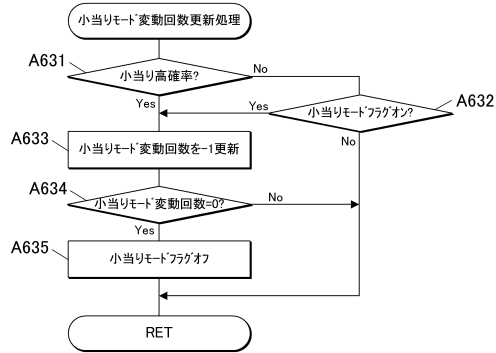 小当りモード変動回数更新処理
A631
小当り高確率?
No
Yes
Yes
小当りモードフラグオン?
A632
No
A633
小当りモード変動回数を-1更新
A634
小当りモード変動回数=0?
No
Yes
A635
小当りモードフラグオフ
RET